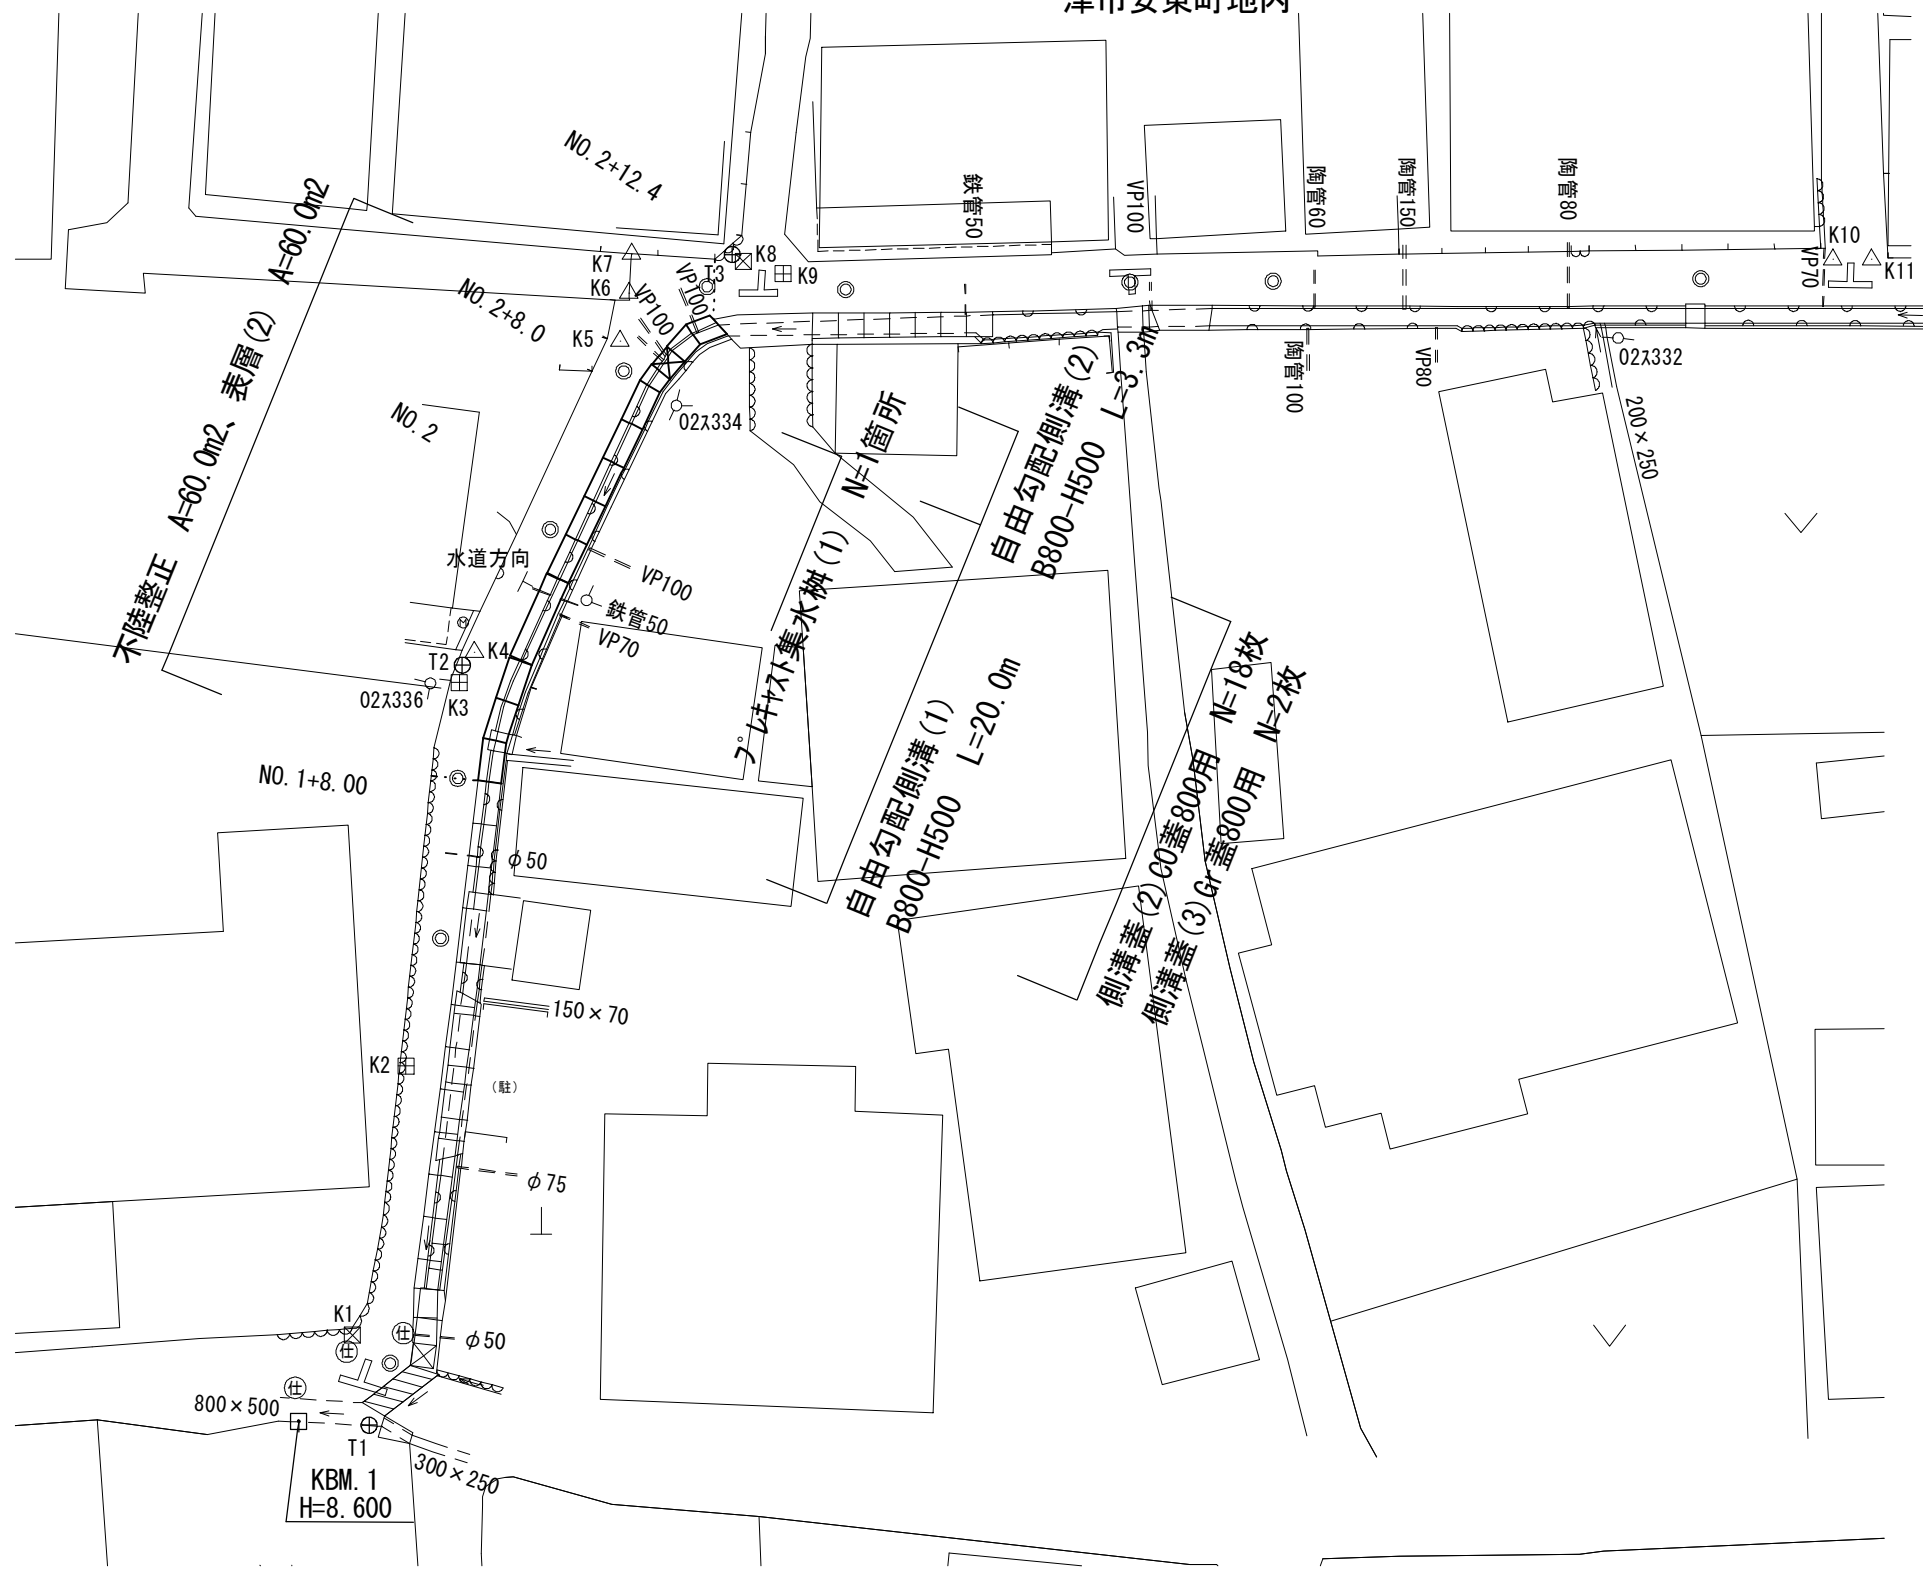 津市安東町地内
NO.2+12.4
A=60.0m2
不陸整正 A=60.0m2、表層(2)
NO.2+8.0
NO.2
NO.1+8.00
K7
K6
K5
T3
K8
K9
VP100
VP100
鉄管50
VP100
陶管60
陶管150
陶管80
VP70
K10
K11
02ス332
陶管100
VP80
200×250
02ス334
水道方向
VP100
鉄管50
VP70
K4
T2
02ス336
K3
プレキャスト集水桝(1) N=1箇所
自由勾配側溝(2)
B800-H500 L=3.3m
自由勾配側溝(1)
B800-H500 L=20.0m
側溝蓋(2)CO蓋800用 N=18枚
側溝蓋(3)Gr蓋800用 N=2枚
φ50
150×70
K2
(駐)
φ75
K1
仕
仕
φ50
仕
800×500
T1
300×250
KBM.1
H=8.600